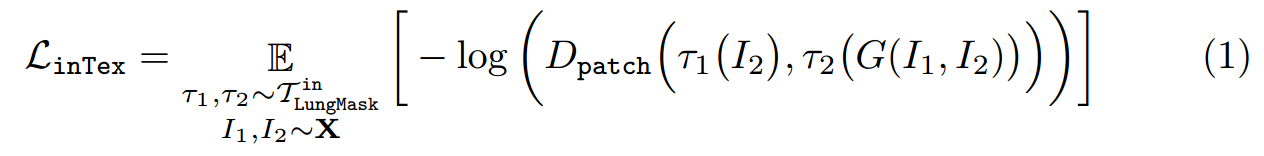 ℒ_inTex = 𝔼_{τ₁,τ₂∼𝒯^in_LungMask, I₁,I₂∼𝐗} [ − log ( D_patch ( τ₁(I₂), τ₂(G(I₁, I₂)) ) ) ] (1)